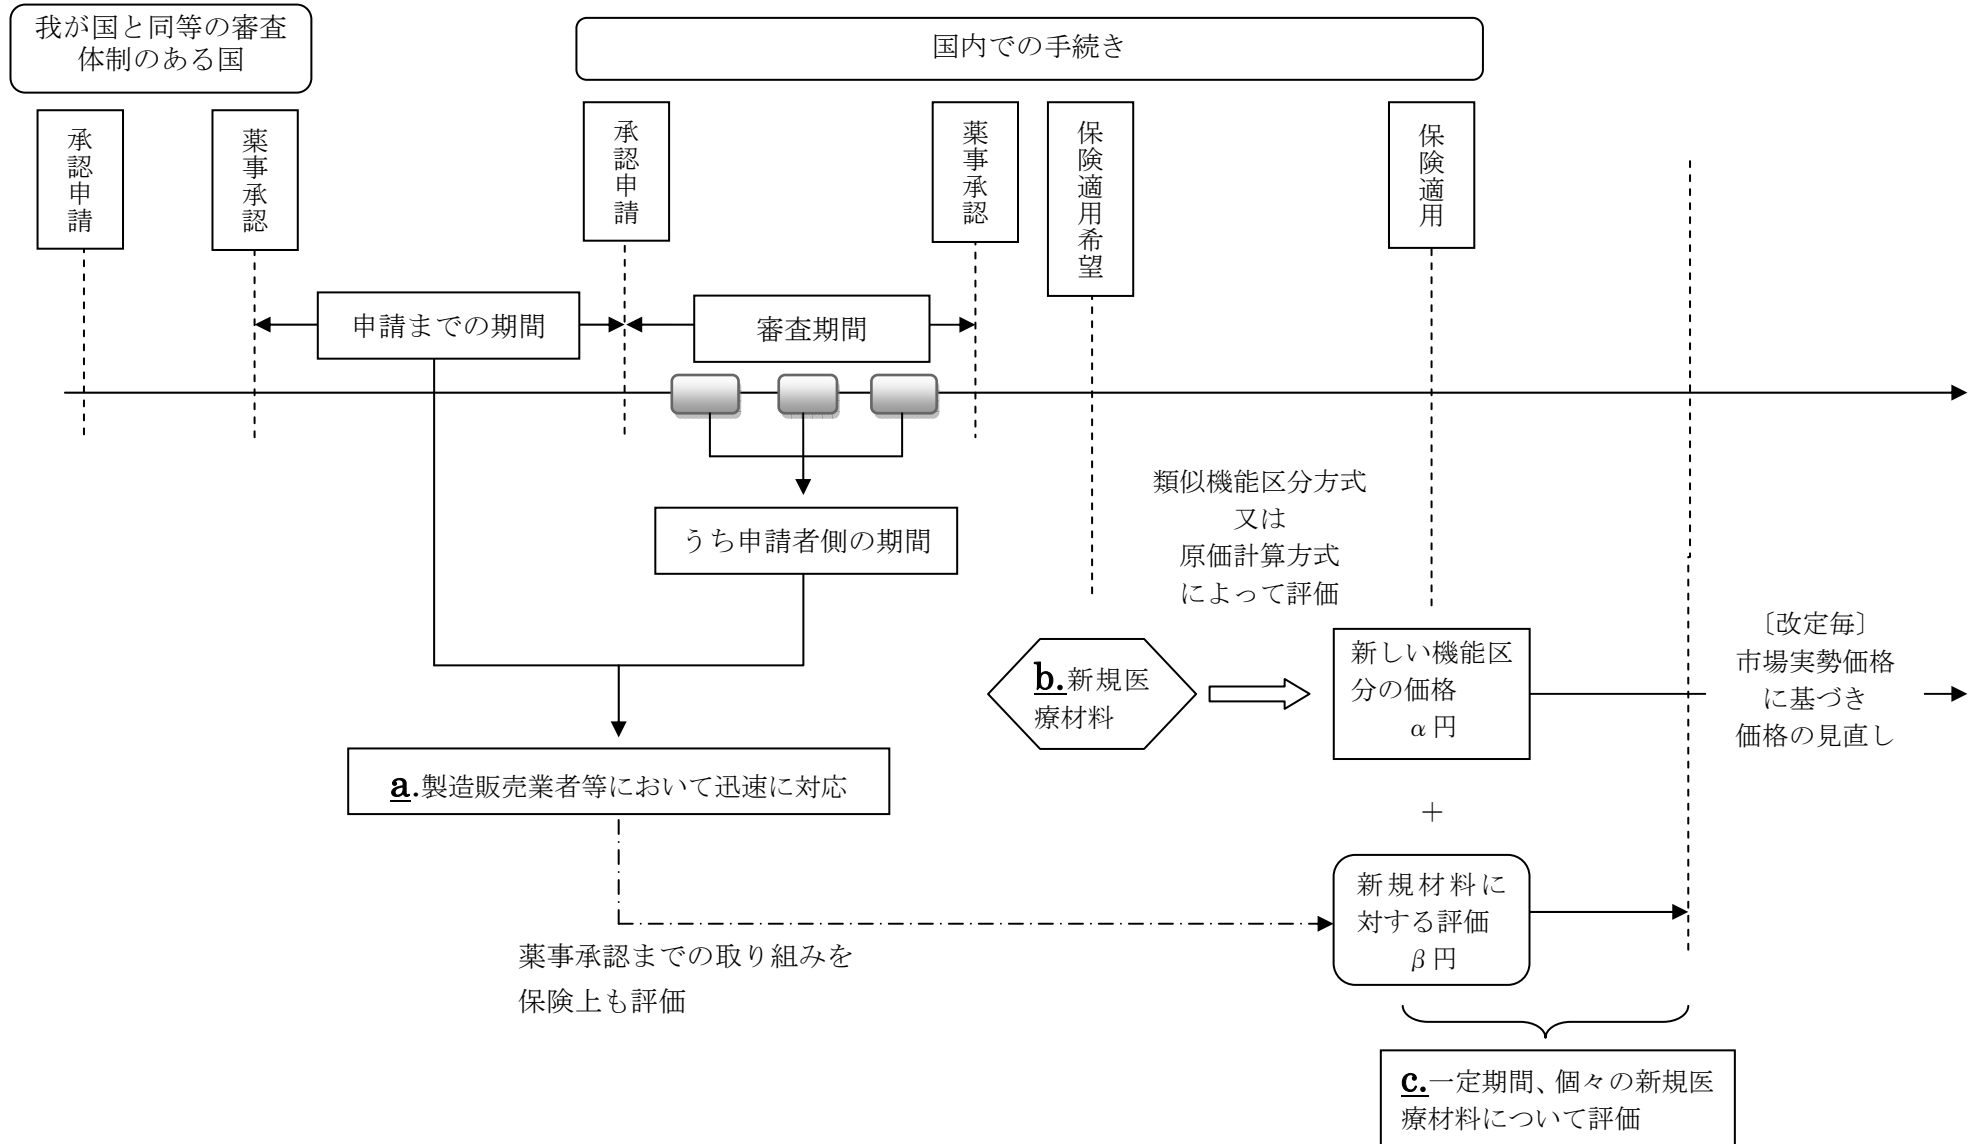 我が国と同等の審査
体制のある国
国内での手続き
承認申請
薬事承認
承認申請
薬事承認
保険適用希望
保険適用
申請までの期間
審査期間
うち申請者側の期間
類似機能区分方式
又は
原価計算方式
によって評価
b.新規医
療材料
新しい機能区
分の価格
α円
〔改定毎〕
市場実勢価格
に基づき
価格の見直し
a.製造販売業者等において迅速に対応
+
新規材料に
対する評価
β円
薬事承認までの取り組みを
保険上も評価
c.一定期間、個々の新規医
療材料について評価